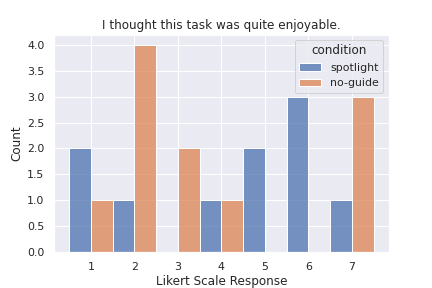 I thought this task was quite enjoyable.
condition
spotlight
no-guide
4.0
3.5
3.0
2.5
2.0
1.5
1.0
0.5
0.0
Count
1 2 3 4 5 6 7
Likert Scale Response